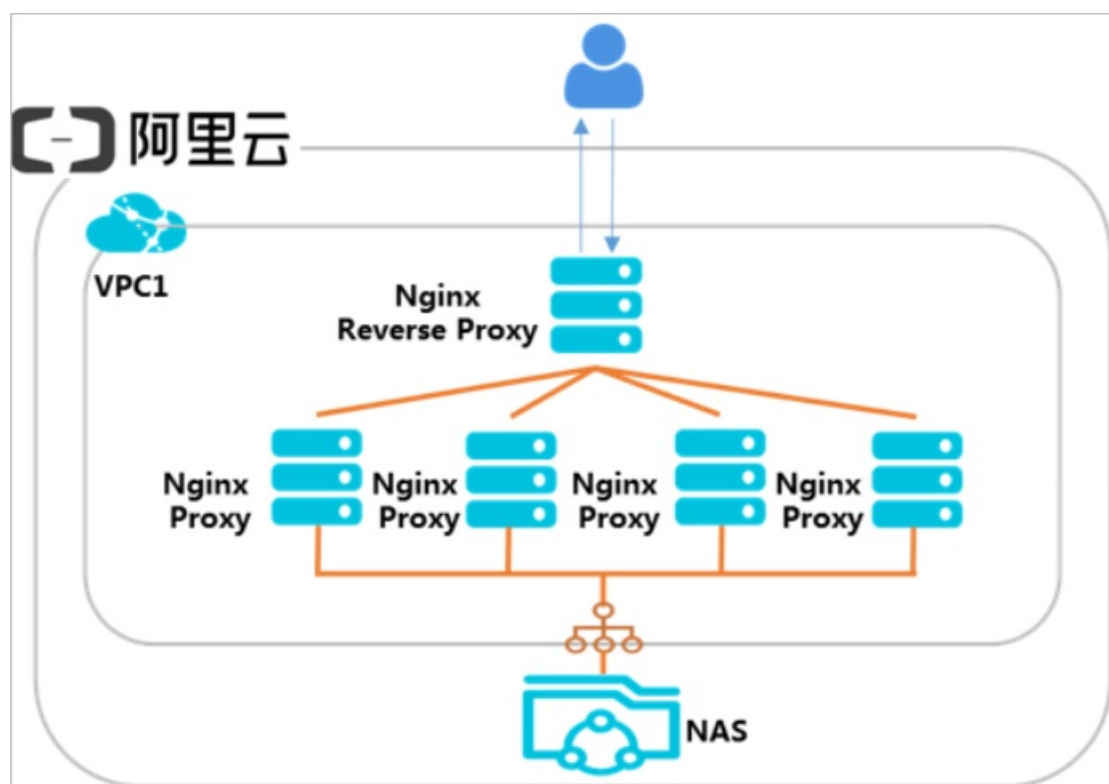 阿里云
VPC1
Nginx
Reverse Proxy
Nginx
Proxy
Nginx
Proxy
Nginx
Proxy
Nginx
Proxy
NAS